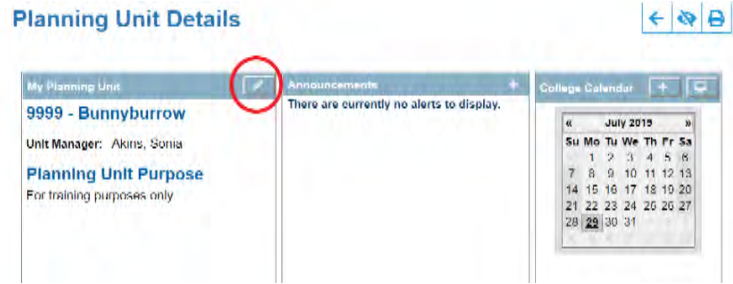 Planning Unit Details
My Planning Unit
9999 - Bunnyburrow
Unit Manager: Akins, Sonia
Planning Unit Purpose
For training purposes only
Announcements +
There are currently no alerts to display.
College Calendar +
« July 2019 »
Su Mo Tu We Th Fr Sa
1 2 3 4 5 6
7 8 9 10 11 12 13
14 15 16 17 18 19 20
21 22 23 24 25 26 27
28 29 30 31